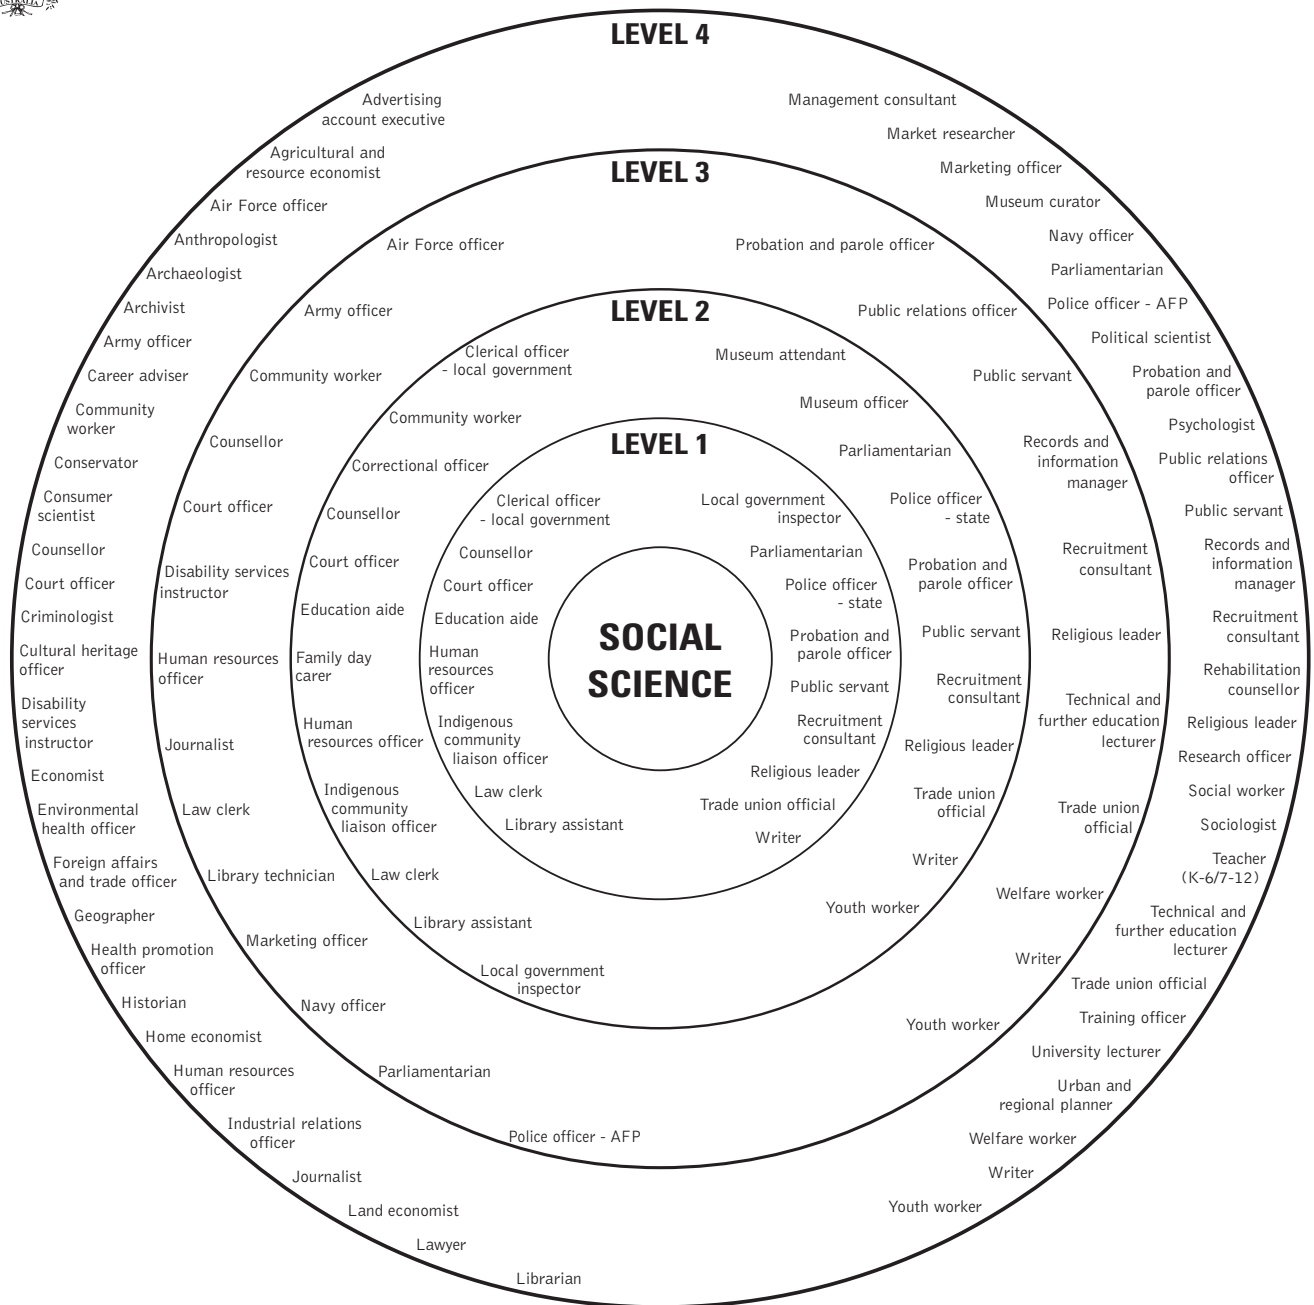 AUSTRALIA
LEVEL 4
Advertising
account executive
Agricultural and
resource economist
Air Force officer
Anthropologist
Archaeologist
Archivist
Army officer
Career adviser
Community
worker
Conservator
Consumer
scientist
Counsellor
Court officer
Criminologist
Cultural heritage
officer
Disability
services
instructor
Economist
Environmental
health officer
Foreign affairs
and trade officer
Geographer
Health promotion
officer
Historian
Home economist
Human resources
officer
Industrial relations
officer
Journalist
Land economist
Lawyer
Librarian
Management consultant
Market researcher
Marketing officer
Museum curator
Navy officer
Parliamentarian
Police officer - AFP
Political scientist
Probation and
parole officer
Psychologist
Public relations
officer
Public servant
Records and
information
manager
Recruitment
consultant
Rehabilitation
counsellor
Religious leader
Research officer
Social worker
Sociologist
Teacher
(K-6/7-12)
Technical and
further education
lecturer
Trade union official
Training officer
University lecturer
Urban and
regional planner
Welfare worker
Writer
Youth worker
LEVEL 3
Air Force officer
Army officer
Community worker
Counsellor
Court officer
Disability services
instructor
Human resources
officer
Journalist
Law clerk
Library technician
Marketing officer
Navy officer
Parliamentarian
Police officer - AFP
Probation and parole officer
Public relations officer
Public servant
Records and
information
manager
Recruitment
consultant
Religious leader
Technical and
further education
lecturer
Trade union
official
Welfare worker
Writer
Youth worker
LEVEL 2
Clerical officer
- local government
Community worker
Correctional officer
Counsellor
Court officer
Education aide
Family day
carer
Human
resources officer
Indigenous
community
liaison officer
Law clerk
Library assistant
Local government
inspector
Museum attendant
Museum officer
Parliamentarian
Police officer
- state
Probation and
parole officer
Public servant
Recruitment
consultant
Religious leader
Trade union
official
Writer
Youth worker
LEVEL 1
Clerical officer
- local government
Counsellor
Court officer
Education aide
Human
resources
officer
Indigenous
community
liaison officer
Law clerk
Library assistant
Local government
inspector
Parliamentarian
Police officer
- state
Probation and
parole officer
Public servant
Recruitment
consultant
Religious leader
Trade union official
Writer
SOCIAL
SCIENCE